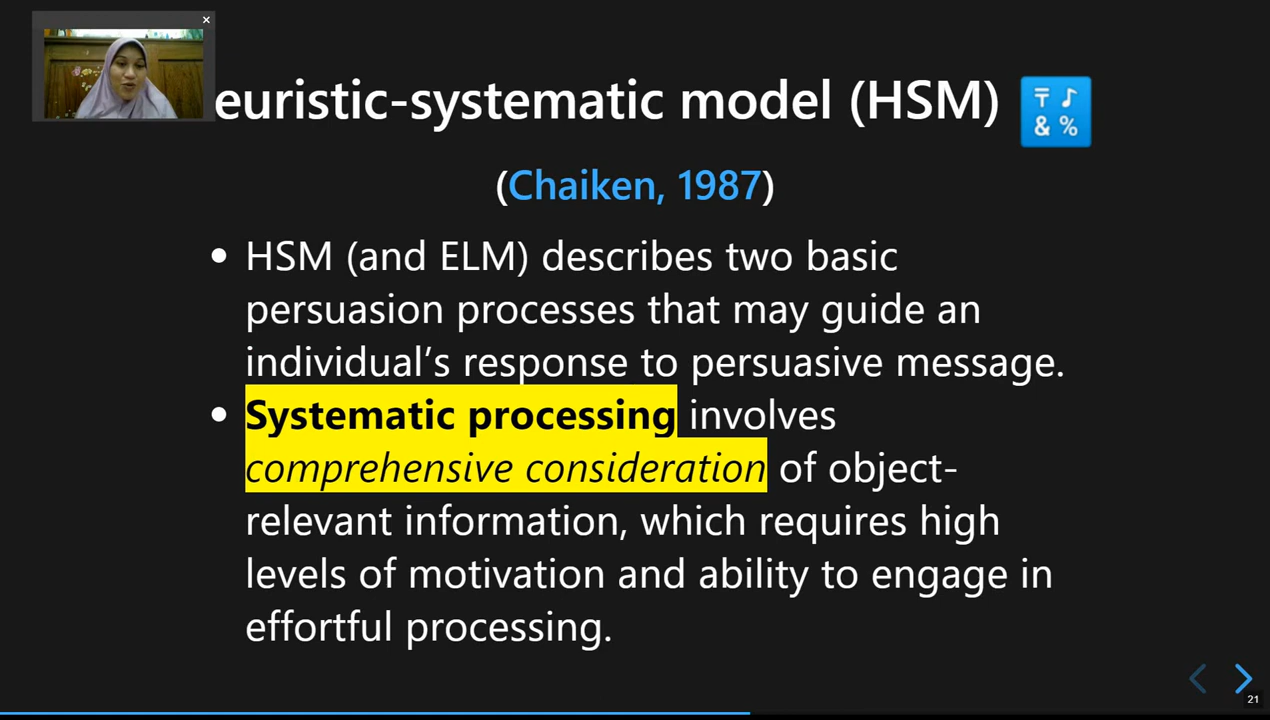 euristic-systematic model (HSM)
(Chaiken, 1987)
• HSM (and ELM) describes two basic
persuasion processes that may guide an
individual’s response to persuasive message.
• Systematic processing involves
comprehensive consideration of object-
relevant information, which requires high
levels of motivation and ability to engage in
effortful processing.
21